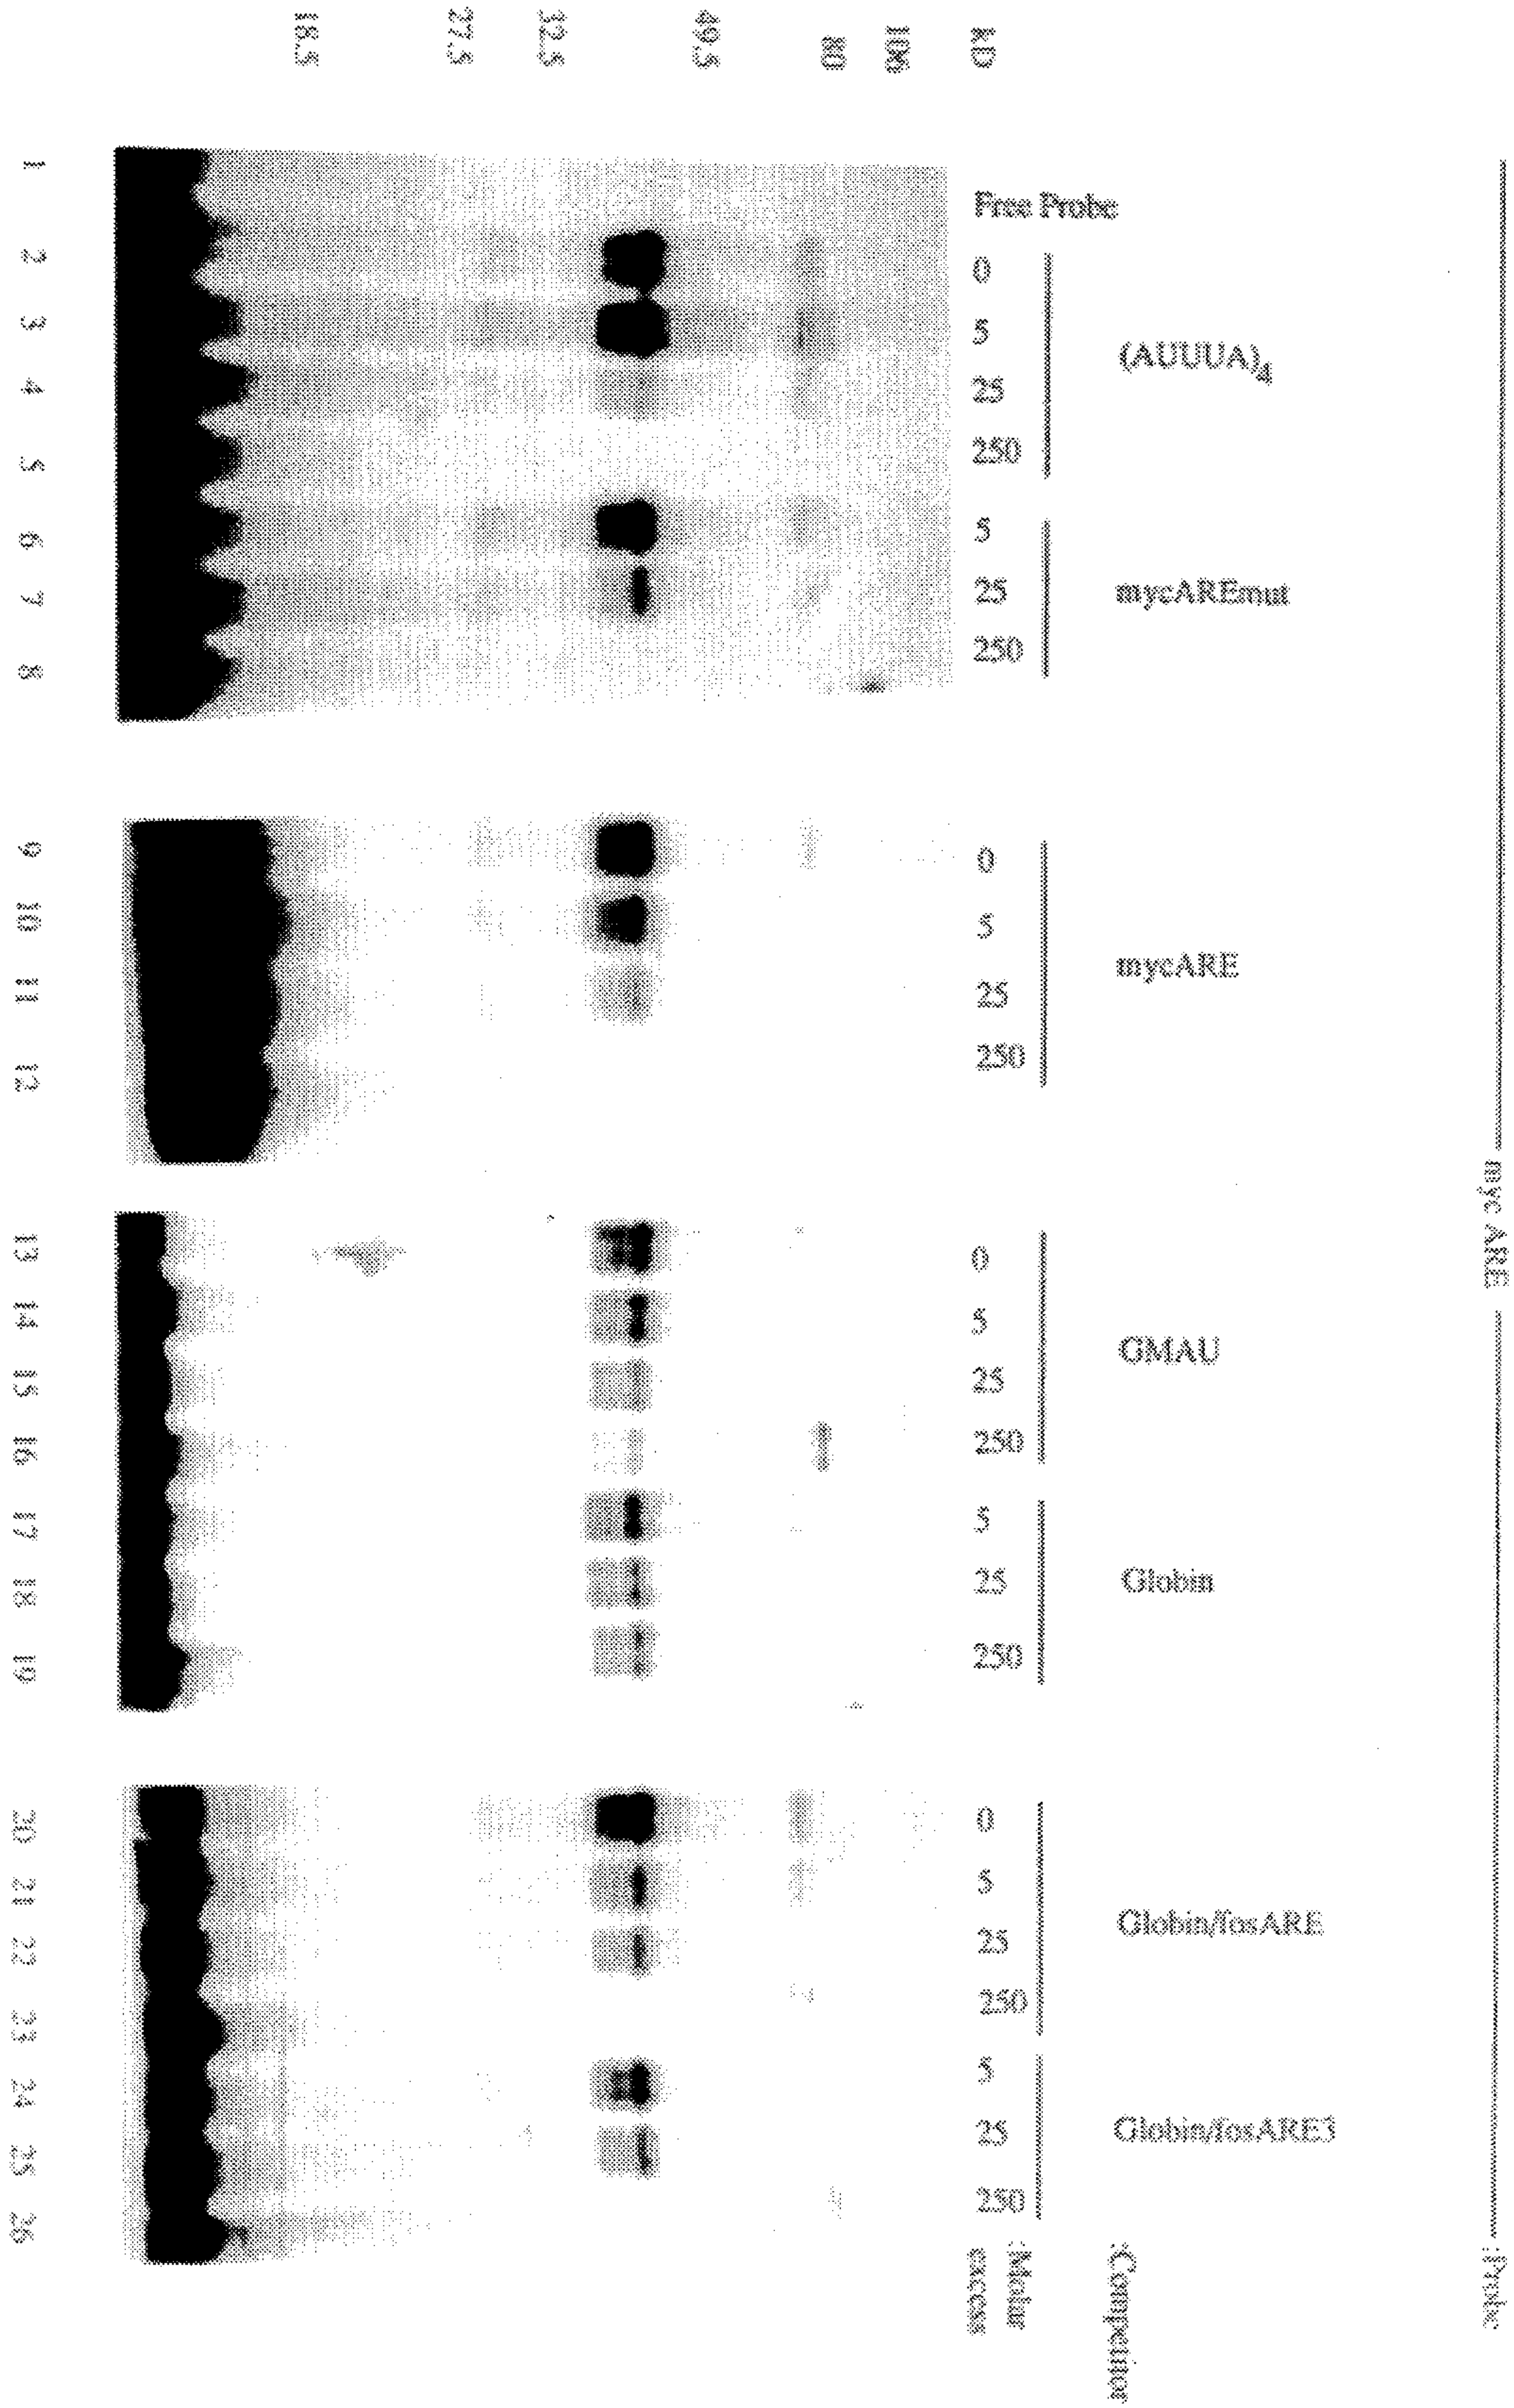 myc ARE :Probe
(AUUUA)4 mycAREmut mycARE GMAU Globin Globin/fosARE Globin/fosARE3 :Competitor
Free Probe 0 5 25 250 5 25 250 0 5 25 250 0 5 25 250 5 25 250 0 5 25 250 5 25 250 :Molar excess
kD
106
80
49.5
32.5
27.5
18.5
1 2 3 4 5 6 7 8 9 10 11 12 13 14 15 16 17 18 19 20 21 22 23 24 25 26